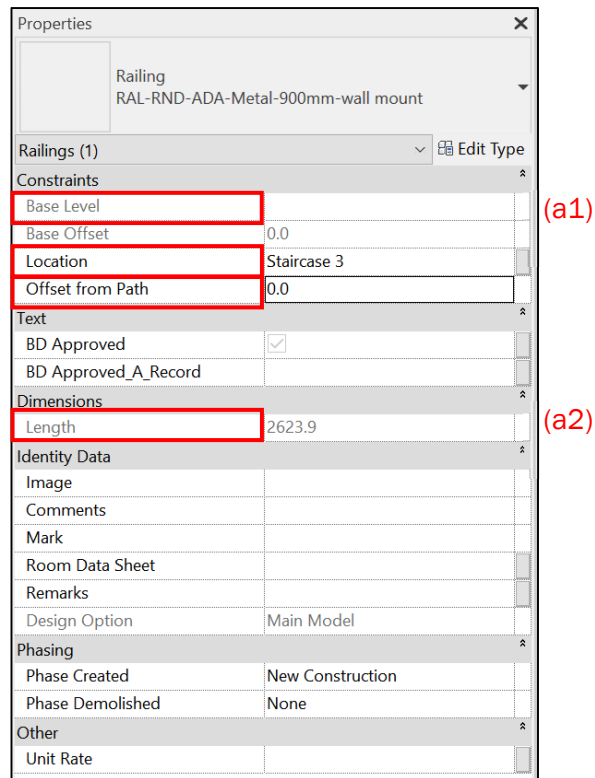 Properties
Railing
RAL-RND-ADA-Metal-900mm-wall mount
Railings (1) Edit Type
Constraints
Base Level (a1)
Base Offset 0.0
Location Staircase 3
Offset from Path 0.0
Text
BD Approved
BD Approved_A_Record
Dimensions
Length 2623.9 (a2)
Identity Data
Image
Comments
Mark
Room Data Sheet
Remarks
Design Option Main Model
Phasing
Phase Created New Construction
Phase Demolished None
Other
Unit Rate